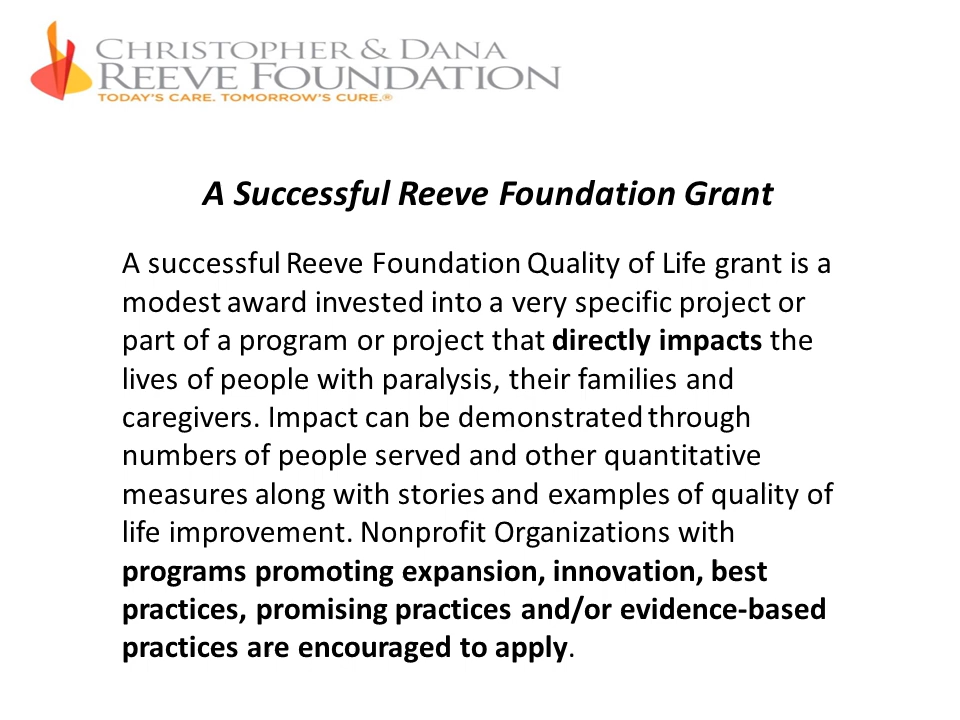 CHRISTOPHER & DANA
REEVE FOUNDATION
TODAY'S CARE. TOMORROW'S CURE.®
A Successful Reeve Foundation Grant
A successful Reeve Foundation Quality of Life grant is a
modest award invested into a very specific project or
part of a program or project that directly impacts the
lives of people with paralysis, their families and
caregivers. Impact can be demonstrated through
numbers of people served and other quantitative
measures along with stories and examples of quality of
life improvement. Nonprofit Organizations with
programs promoting expansion, innovation, best
practices, promising practices and/or evidence-based
practices are encouraged to apply.